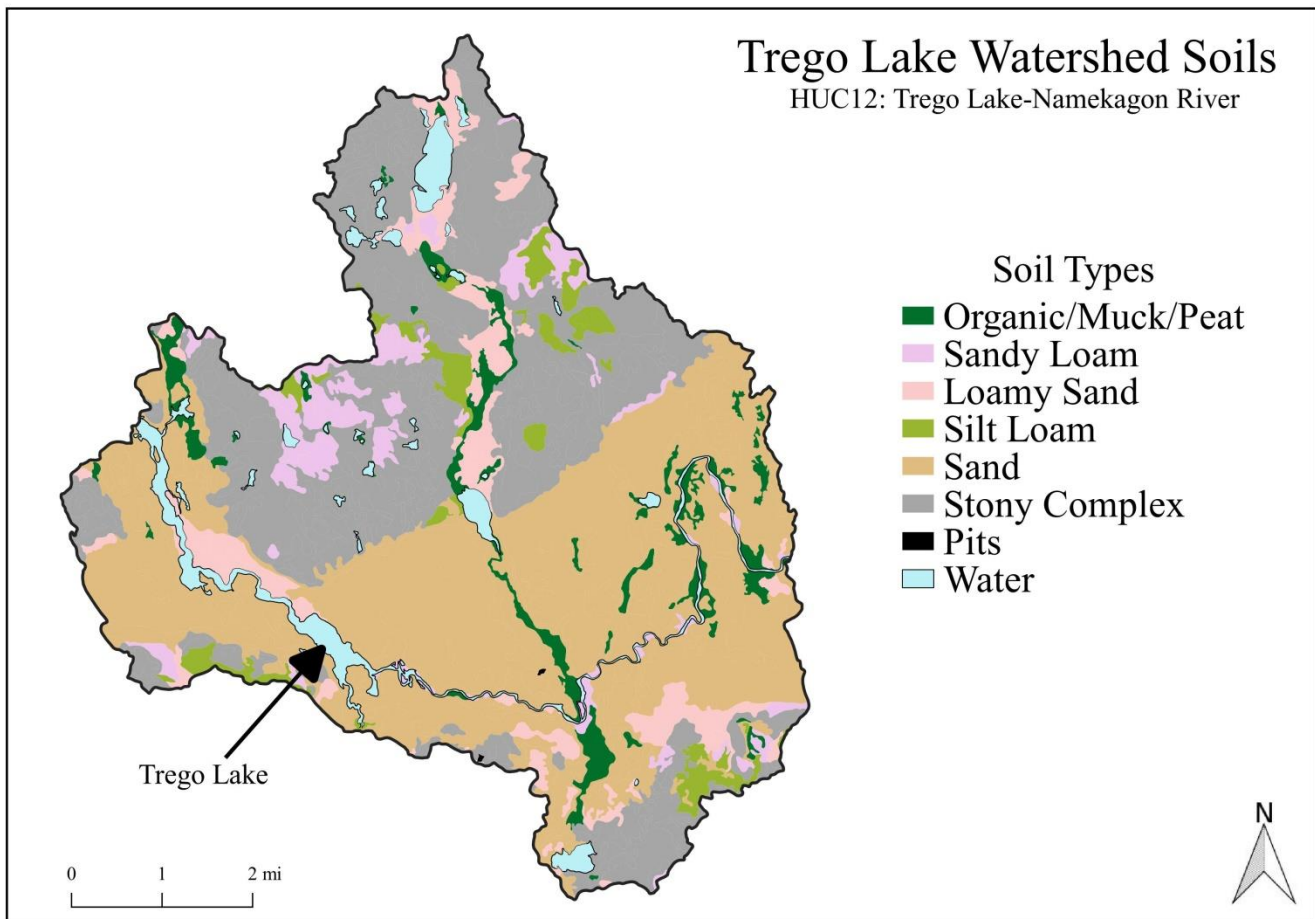 Trego Lake Watershed Soils
HUC12: Trego Lake-Namekagon River
Soil Types
Organic/Muck/Peat
Sandy Loam
Loamy Sand
Silt Loam
Sand
Stony Complex
Pits
Water
Trego Lake
0 1 2 mi
N